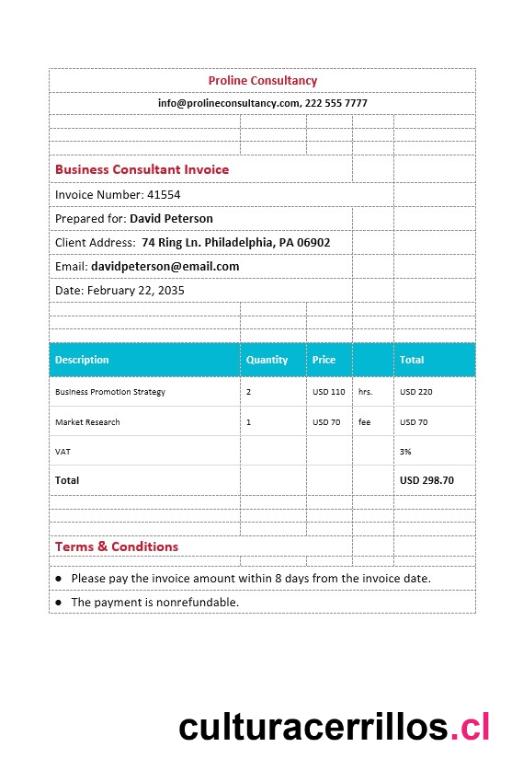 Proline Consultancy
info@prolineconsultancy.com, 222 555 7777
Business Consultant Invoice
Invoice Number: 41554
Prepared for: David Peterson
Client Address: 74 Ring Ln. Philadelphia, PA 06902
Email: davidpeterson@email.com
Date: February 22, 2035
Description Quantity Price Total
Business Promotion Strategy 2 USD 110 hrs. USD 220
Market Research 1 USD 70 fee USD 70
VAT 3%
Total USD 298.70
Terms & Conditions
● Please pay the invoice amount within 8 days from the invoice date.
● The payment is nonrefundable.
culturacerrillos.cl